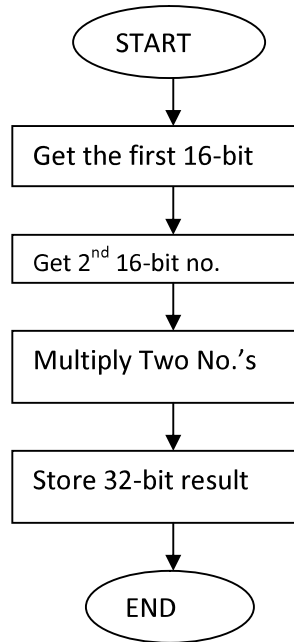 START
Get the first 16-bit
Get 2nd 16-bit no.
Multiply Two No.'s
Store 32-bit result
END